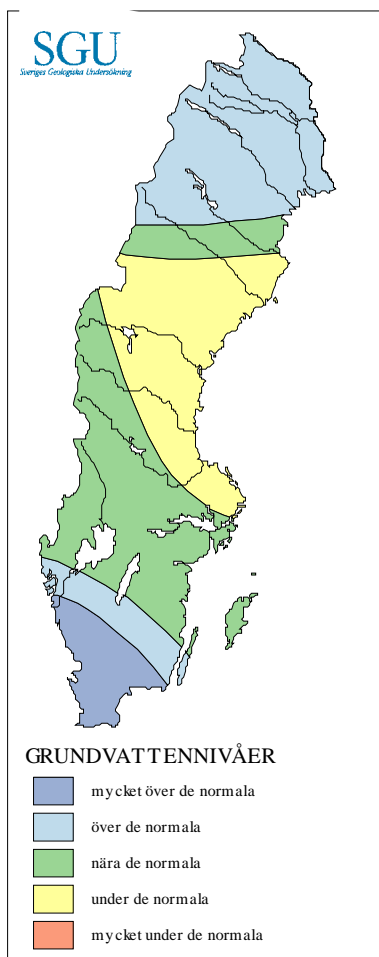 SGU
Sveriges Geologiska Undersökning
GRUNDVATTENNIVÅER
mycket över de normala
över de normala
nära de normala
under de normala
mycket under de normala